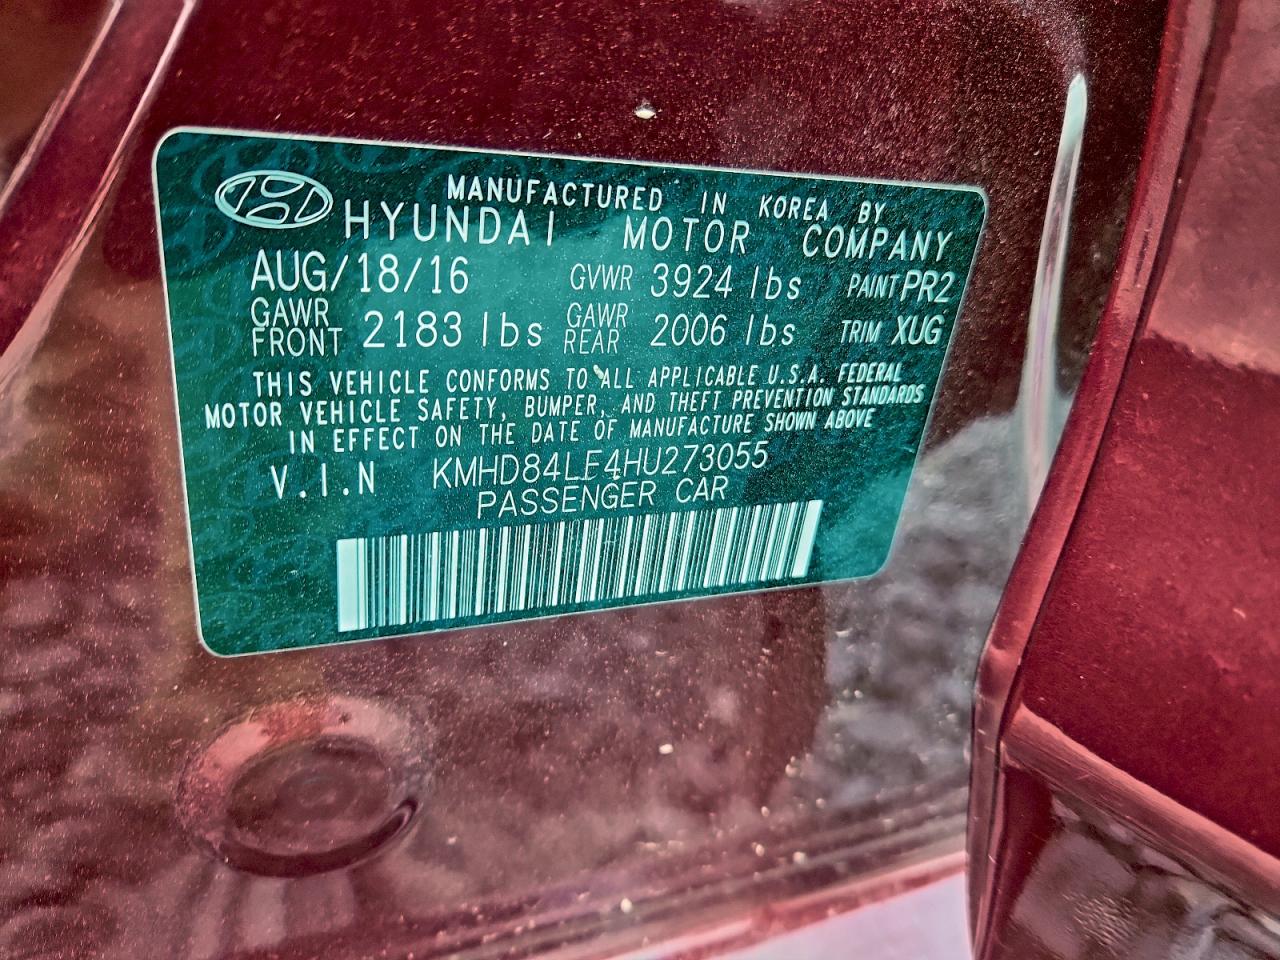 MANUFACTURED IN KOREA BY
HYUNDAI MOTOR COMPANY
AUG/18/16 GVWR 3924 lbs PAINT PR2
GAWR FRONT 2183 lbs GAWR REAR 2006 lbs TRIM XUG
THIS VEHICLE CONFORMS TO ALL APPLICABLE U.S.A. FEDERAL
MOTOR VEHICLE SAFETY, BUMPER, AND THEFT PREVENTION STANDARDS
IN EFFECT ON THE DATE OF MANUFACTURE SHOWN ABOVE
V.I.N KMHD84LF4HU273055
PASSENGER CAR